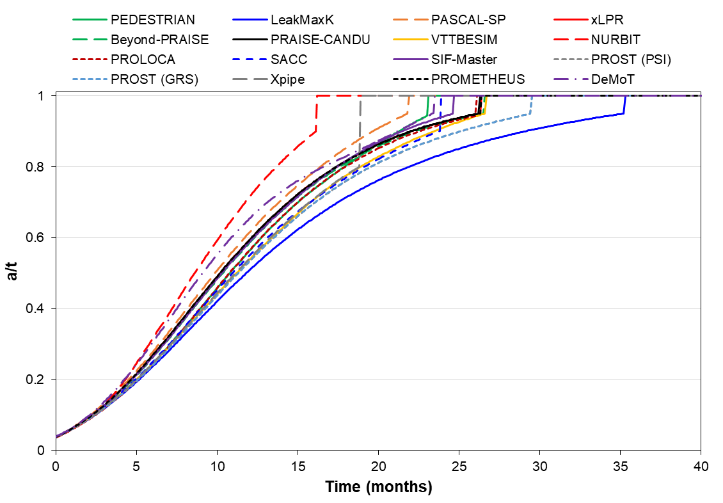 PEDESTRIAN LeakMaxK PASCAL-SP xLPR
Beyond-PRAISE PRAISE-CANDU VTTBESIM NURBIT
PROLOCA SACC SIF-Master PROST (PSI)
PROST (GRS) Xpipe PROMETHEUS DeMoT
1
0.8
0.6
0.4
0.2
0
a/t
0 5 10 15 20 25 30 35 40
Time (months)